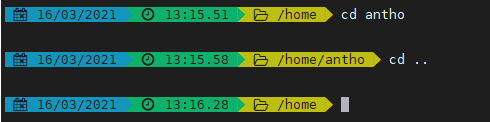 16/03/2021 13:15.51 /home cd antho
16/03/2021 13:15.58 /home/antho cd ..
16/03/2021 13:16.28 /home